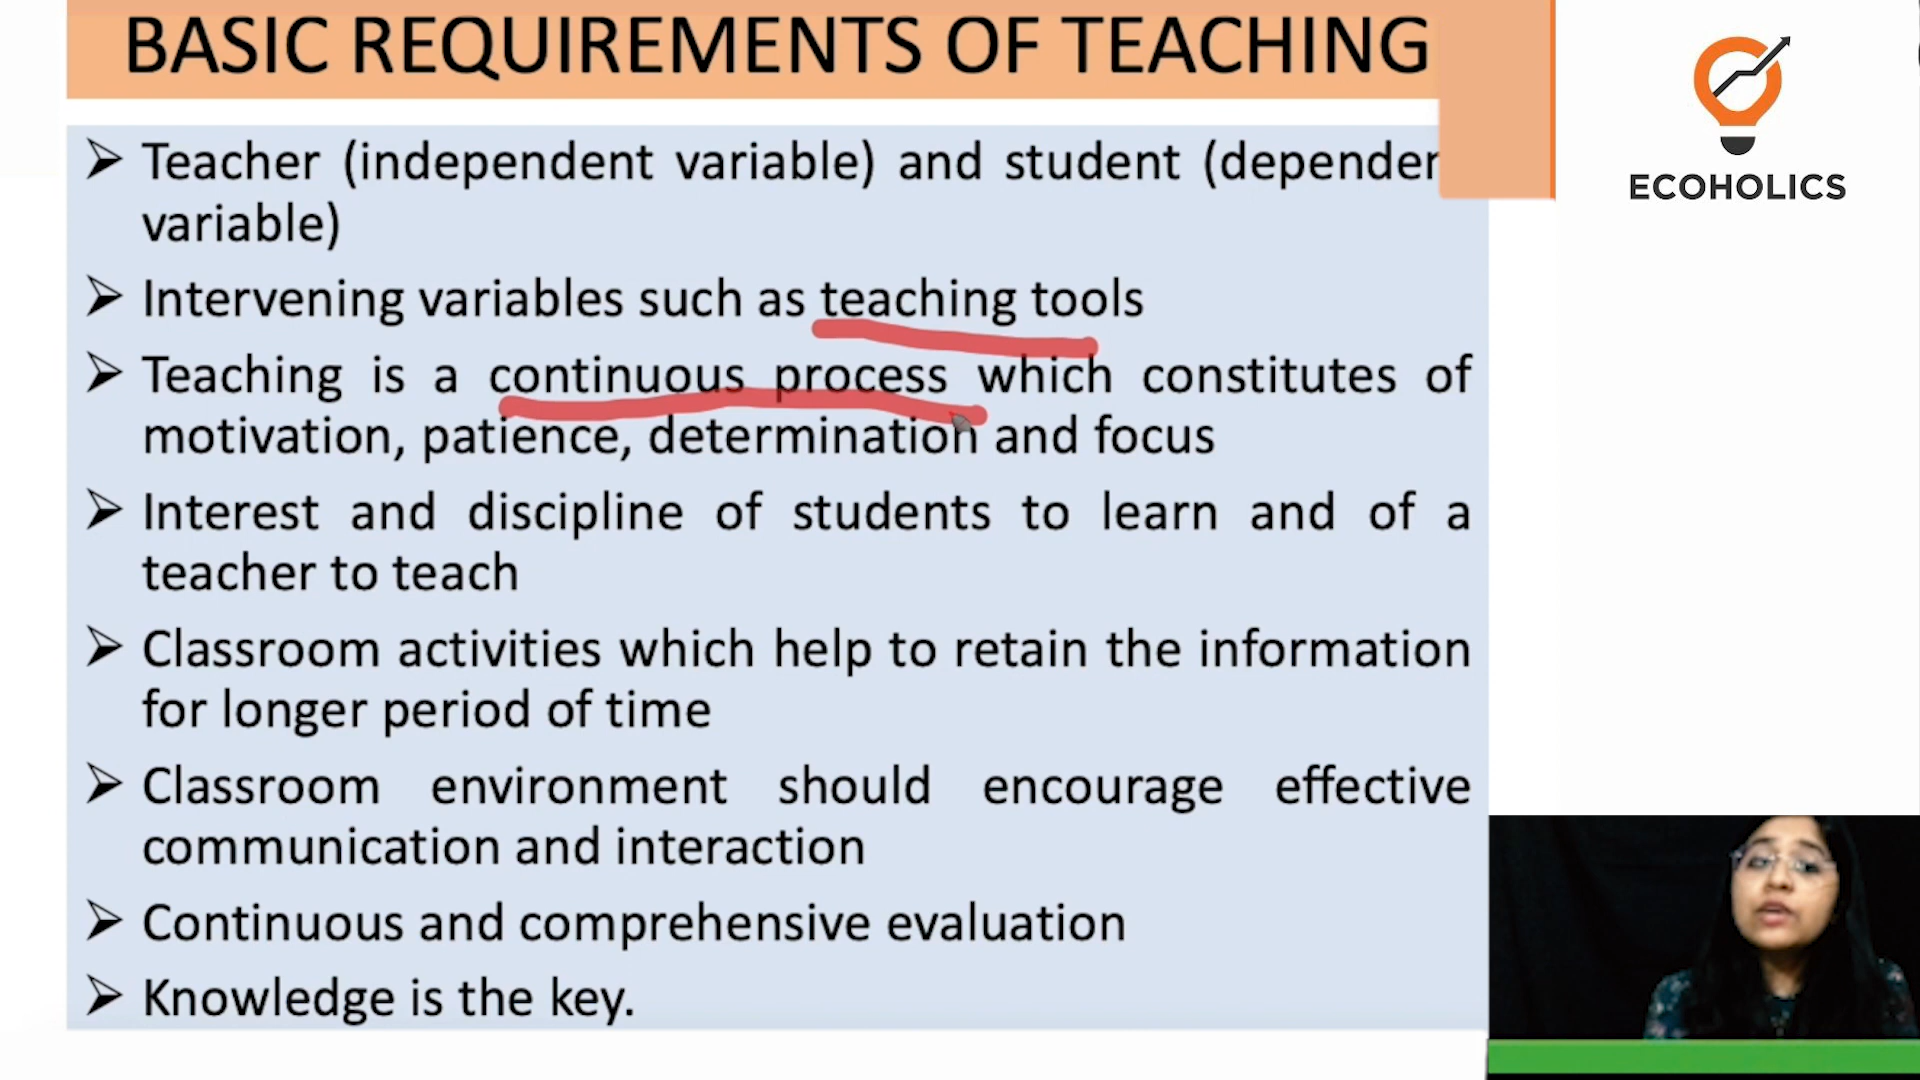 BASIC REQUIREMENTS OF TEACHING
ECOHOLICS
➢ Teacher (independent variable) and student (depender
variable)
➢ Intervening variables such as teaching tools
➢ Teaching is a continuous process which constitutes of
motivation, patience, determination and focus
➢ Interest and discipline of students to learn and of a
teacher to teach
➢ Classroom activities which help to retain the information
for longer period of time
➢ Classroom environment should encourage effective
communication and interaction
➢ Continuous and comprehensive evaluation
➢ Knowledge is the key.